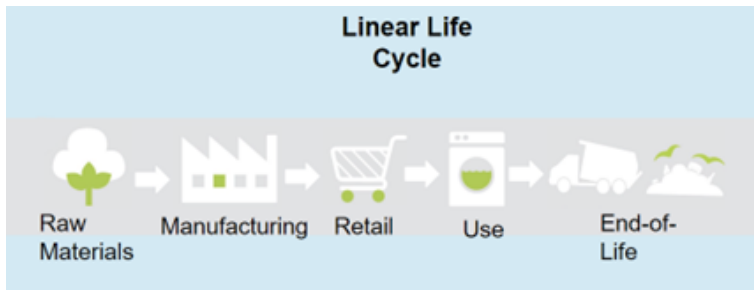 Linear Life
Cycle
Raw
Materials
Manufacturing
Retail
Use
End-of-
Life